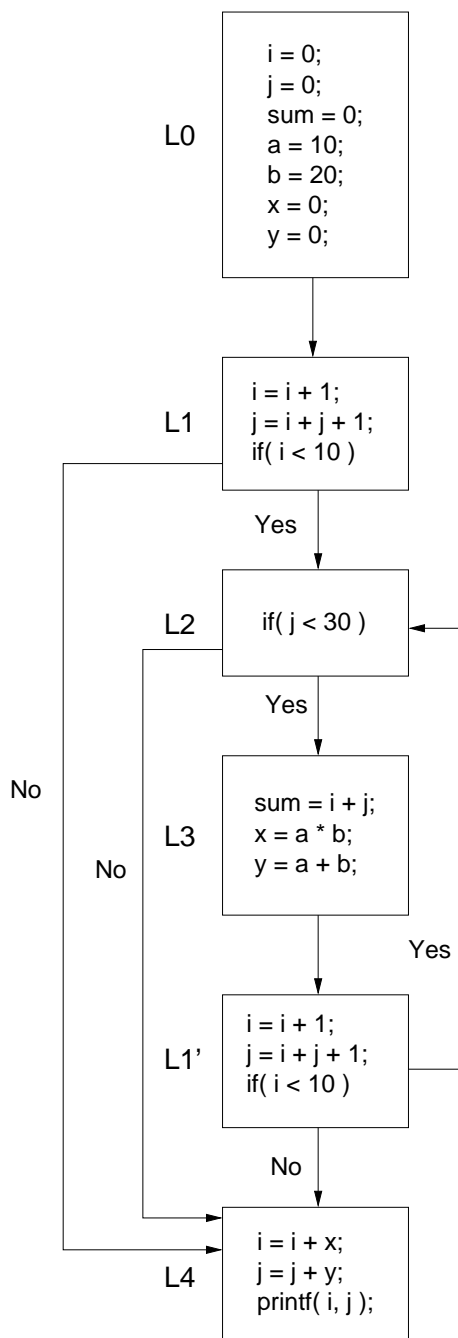 L0
i = 0;
j = 0;
sum = 0;
a = 10;
b = 20;
x = 0;
y = 0;
L1
i = i + 1;
j = i + j + 1;
if( i < 10 )
Yes
L2
if( j < 30 )
Yes
No
L3
sum = i + j;
x = a * b;
y = a + b;
No
Yes
L1’
i = i + 1;
j = i + j + 1;
if( i < 10 )
No
L4
i = i + x;
j = j + y;
printf( i, j );